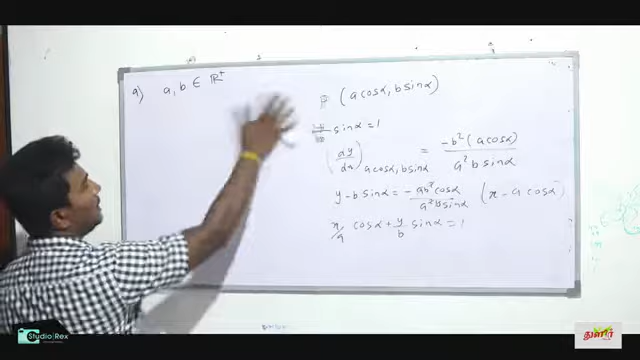 a) a, b ∈ ℝ⁺
P (a cosα, b sinα)
sinα = 1
(dy/dx) a cosα, b sinα = -b² (a cosα) / a² b sinα
y - b sinα = - ab² cosα / a² b sinα (x - a cosα)
x/a cosα + y/b sinα = 1
Studio Rex
துளிர்